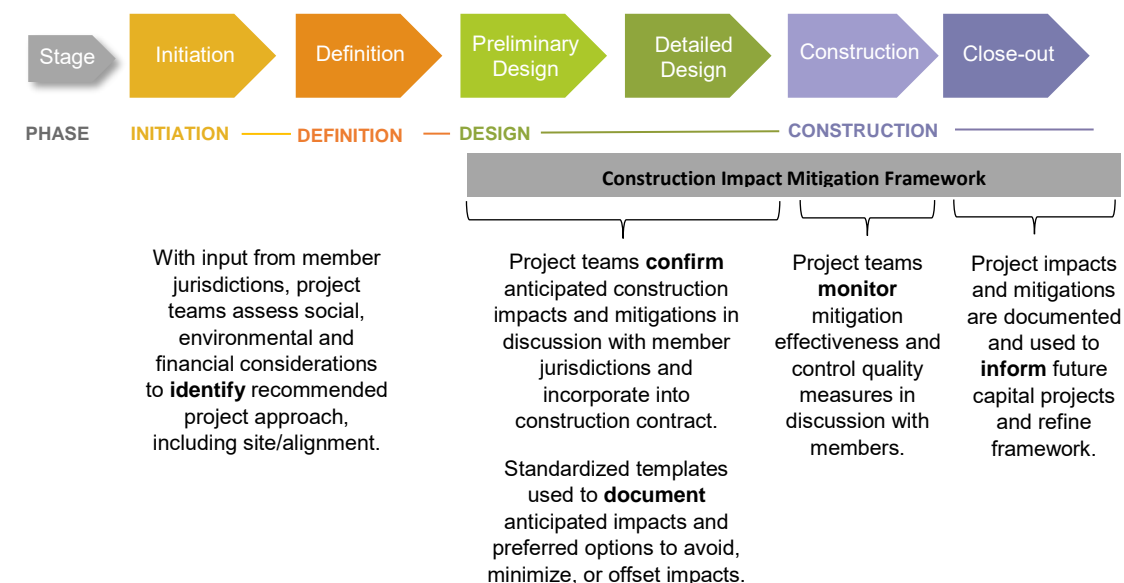 Stage
Initiation
Definition
Preliminary
Design
Detailed
Design
Construction
Close-out
PHASE
INITIATION
DEFINITION
DESIGN
CONSTRUCTION
Construction Impact Mitigation Framework
With input from member
jurisdictions, project
teams assess social,
environmental and
financial considerations
to identify recommended
project approach,
including site/alignment.
Project teams confirm
anticipated construction
impacts and mitigations in
discussion with member
jurisdictions and
incorporate into
construction contract.
Standardized templates
used to document
anticipated impacts and
preferred options to avoid,
minimize, or offset impacts.
Project teams
monitor
mitigation
effectiveness and
control quality
measures in
discussion with
members.
Project impacts
and mitigations
are documented
and used to
inform future
capital projects
and refine
framework.